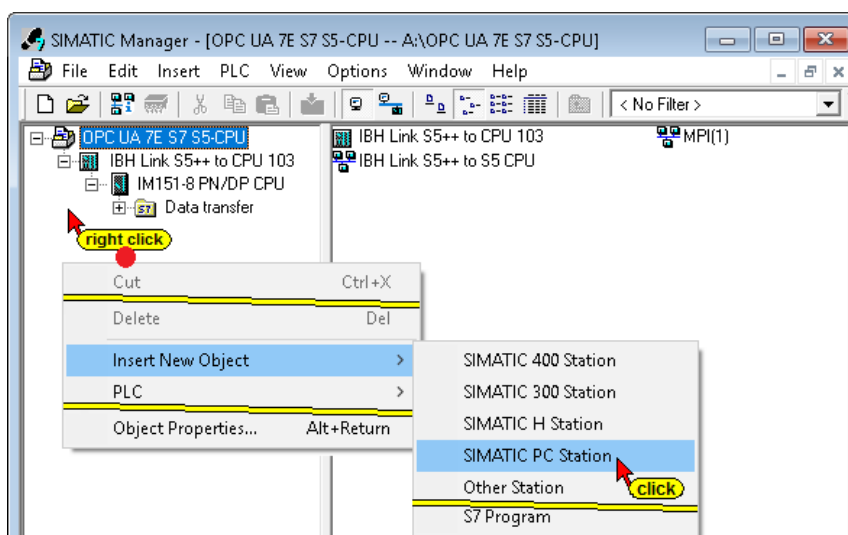 SIMATIC Manager - [OPC UA 7E S7 S5-CPU -- A:\OPC UA 7E S7 S5-CPU]
File Edit Insert PLC View Options Window Help
< No Filter >
OPC UA 7E S7 S5-CPU
IBH Link S5++ to CPU 103
IM151-8 PN/DP CPU
S7 Data transfer
IBH Link S5++ to CPU 103 MPI(1)
IBH Link S5++ to S5 CPU
right click
Cut Ctrl+X
Delete Del
Insert New Object >
PLC >
Object Properties... Alt+Return
SIMATIC 400 Station
SIMATIC 300 Station
SIMATIC H Station
SIMATIC PC Station
Other Station
click
S7 Program